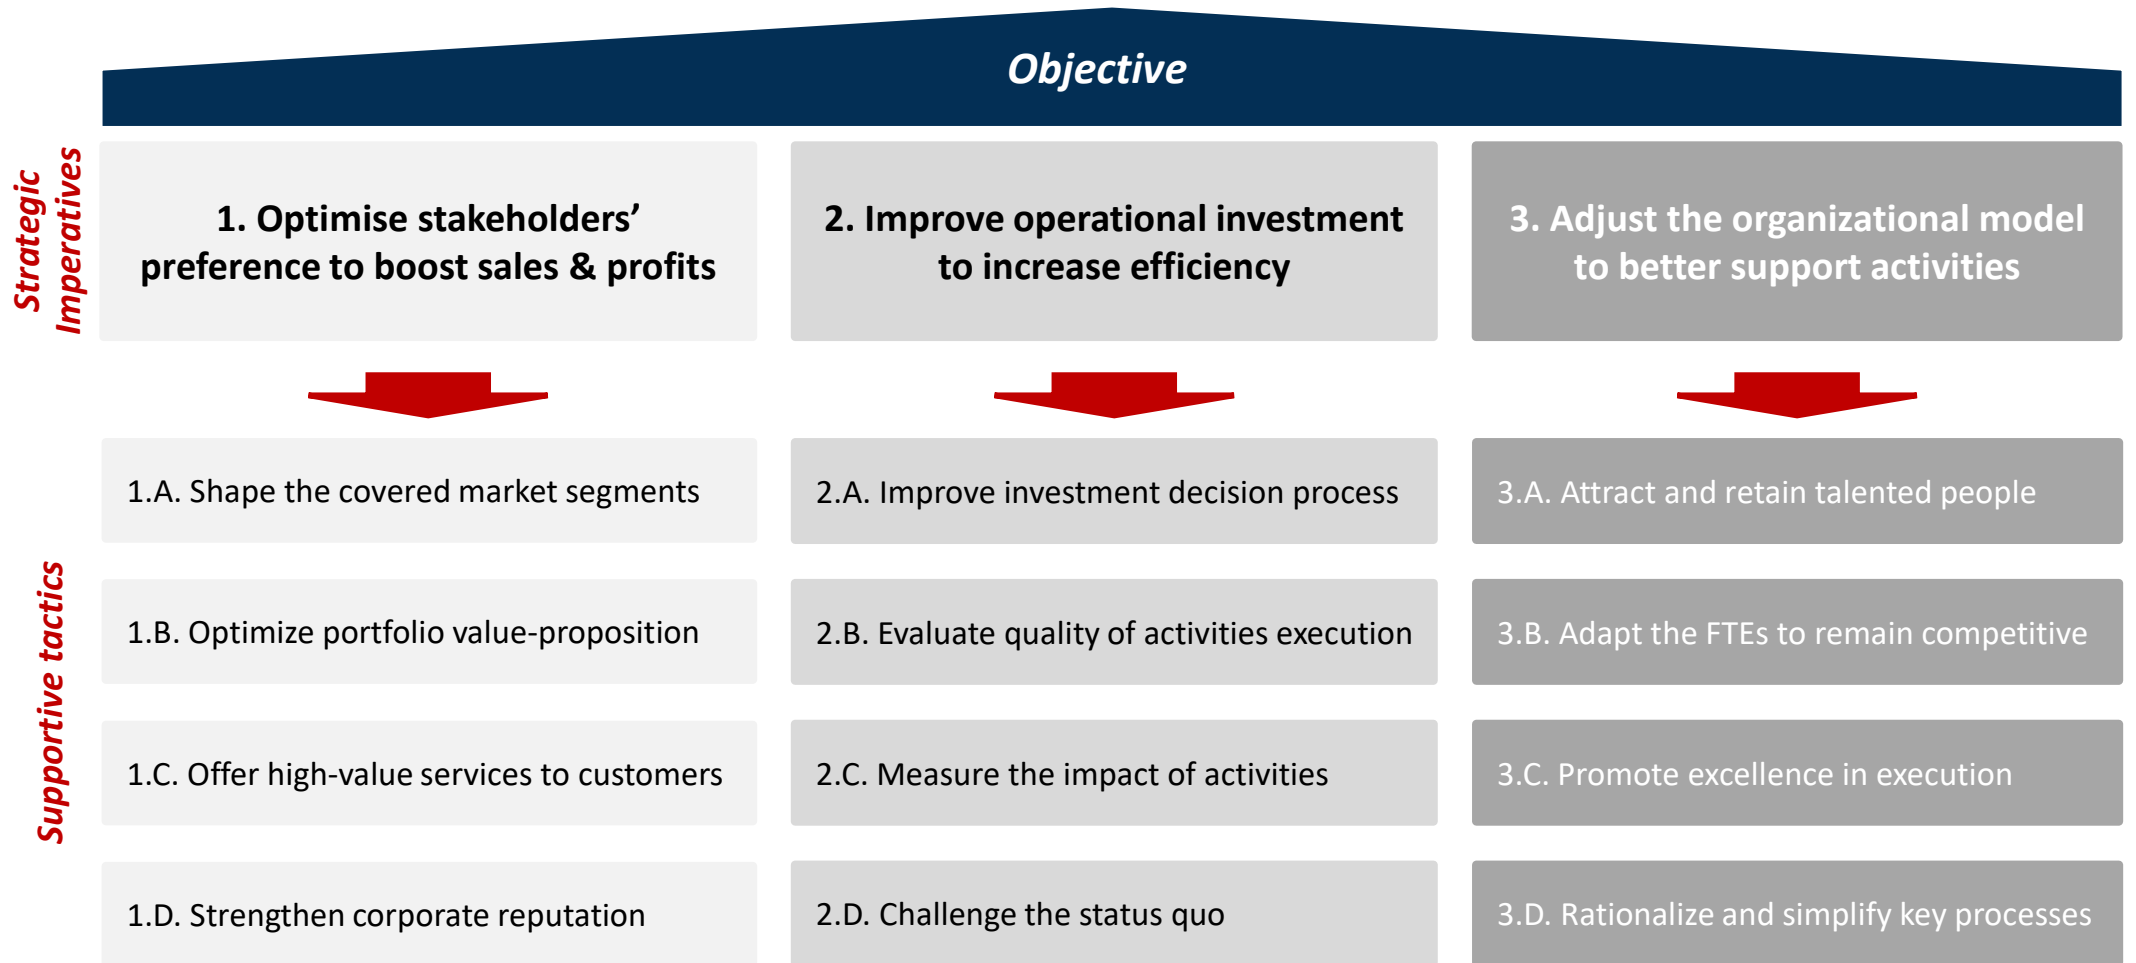 Objective
Strategic
Imperatives
1. Optimise stakeholders’
preference to boost sales & profits
2. Improve operational investment
to increase efficiency
3. Adjust the organizational model
to better support activities
Supportive tactics
1.A. Shape the covered market segments
2.A. Improve investment decision process
3.A. Attract and retain talented people
1.B. Optimize portfolio value-proposition
2.B. Evaluate quality of activities execution
3.B. Adapt the FTEs to remain competitive
1.C. Offer high-value services to customers
2.C. Measure the impact of activities
3.C. Promote excellence in execution
1.D. Strengthen corporate reputation
2.D. Challenge the status quo
3.D. Rationalize and simplify key processes